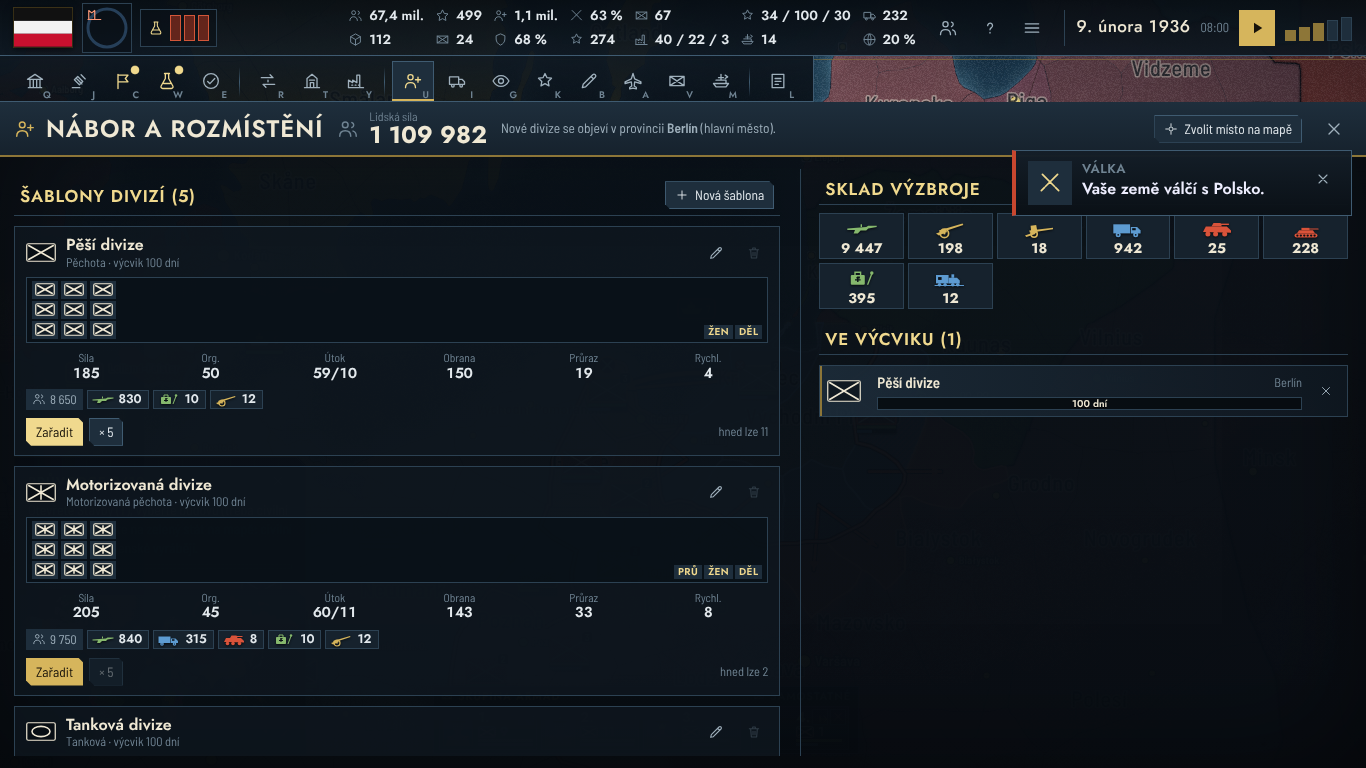 67,4 mil. 499 1,1 mil. 63 % 67 34 / 100 / 30 232
112 24 68 % 274 40 / 22 / 3 14 20 %
? 9. února 1936 08:00
Q J C W E R T Y U I G K B A V M L
Vidzeme
Riga
NÁBOR A ROZMÍSTĚNÍ
Lidská síla
1 109 982
Nové divize se objeví v provincii Berlín (hlavní město).
Zvolit místo na mapě
VÁLKA
Vaše země válčí s Polsko.
ŠABLONY DIVIZÍ (5)
Nová šablona
Pěší divize
Pěchota · výcvik 100 dní
ŽEN DĚL
Síla Org. Útok Obrana Průraz Rychl.
185 50 59/10 150 19 4
8 650 830 10 12
Zařadit ×5 hned lze 11
Motorizovaná divize
Motorizovaná pěchota · výcvik 100 dní
PRŮ ŽEN DĚL
Síla Org. Útok Obrana Průraz Rychl.
205 45 60/11 143 33 8
9 750 840 315 8 10 12
Zařadit ×5 hned lze 2
Tanková divize
Tanková · výcvik 100 dní
SKLAD VÝZBROJE
9 447 198 18 942 25 228
395 12
VE VÝCVIKU (1)
Pěší divize Berlín
100 dní